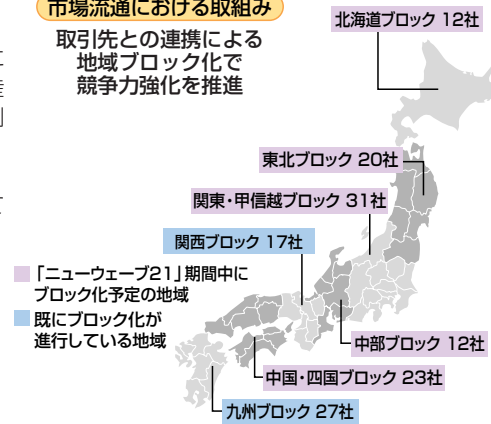 市場流通における取組み
取引先との連携による
地域ブロック化で
競争力強化を推進
北海道ブロック 12社
東北ブロック 20社
関東・甲信越ブロック 31社
関西ブロック 17社
「ニューウェーブ21」期間中に
ブロック化予定の地域
既にブロック化が
進行している地域
中部ブロック 12社
中国・四国ブロック 23社
九州ブロック 27社